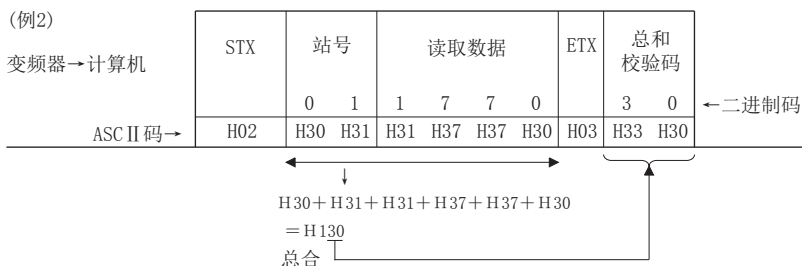 (例2)
变频器→计算机
STX 站号 读取数据 ETX 总和
校验码
0 1 1 7 7 0 3 0 ←二进制码
ASCⅡ码→ H02 H30 H31 H31 H37 H37 H30 H03 H33 H30
↓
H30+H31+H31+H37+H37+H30
=H130
总合